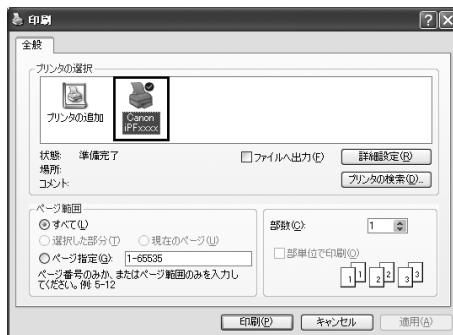 印刷
全般
プリンタの選択
プリンタの追加
Canon
iPFxxxx
状態: 準備完了
場所:
コメント:
ファイルへ出力(F)
詳細設定(R)
プリンタの検索(D)...
ページ範囲
すべて(L)
選択した部分(T) 現在のページ(U)
ページ指定(G): 1-65535
ページ番号のみか、またはページ範囲のみを入力し
てください。例: 5-12
部数(C): 1
部単位で印刷(O)
1 1 2 2 3 3
印刷(P) キャンセル 適用(A)